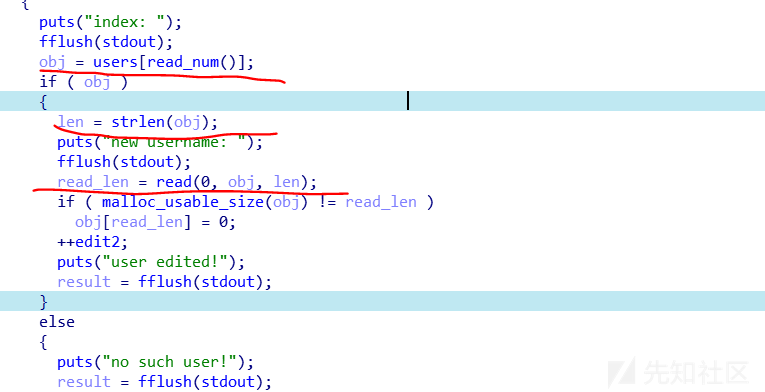 {
puts("index: ");
fflush(stdout);
obj = users[read_num()];
if ( obj )
{
len = strlen(obj);
puts("new username: ");
fflush(stdout);
read_len = read(0, obj, len);
if ( malloc_usable_size(obj) != read_len )
obj[read_len] = 0;
++edit2;
puts("user edited!");
result = fflush(stdout);
}
else
{
puts("no such user!");
result = fflush(stdout);
先知社区